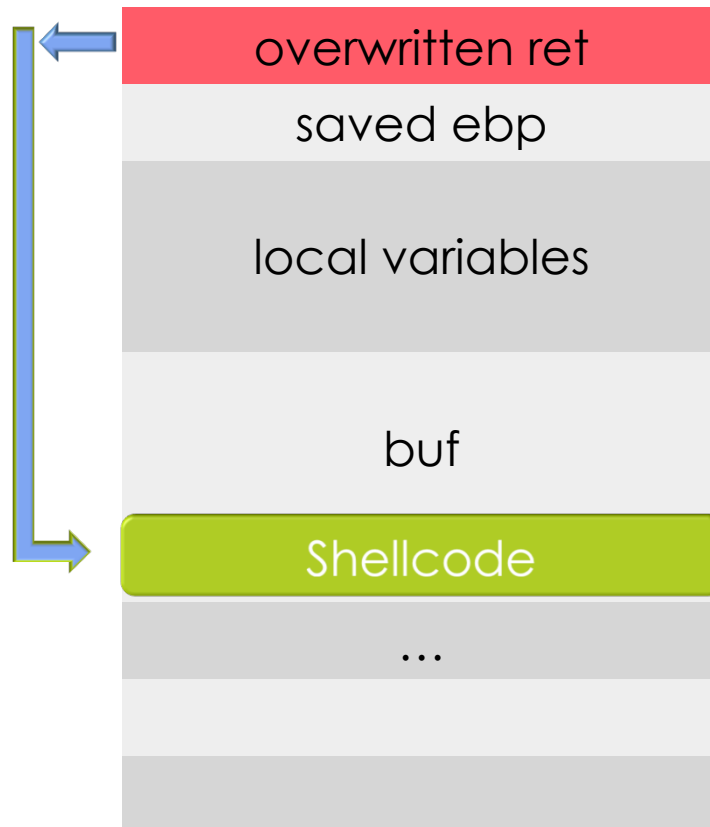 overwritten ret
saved ebp
local variables
buf
Shellcode
…